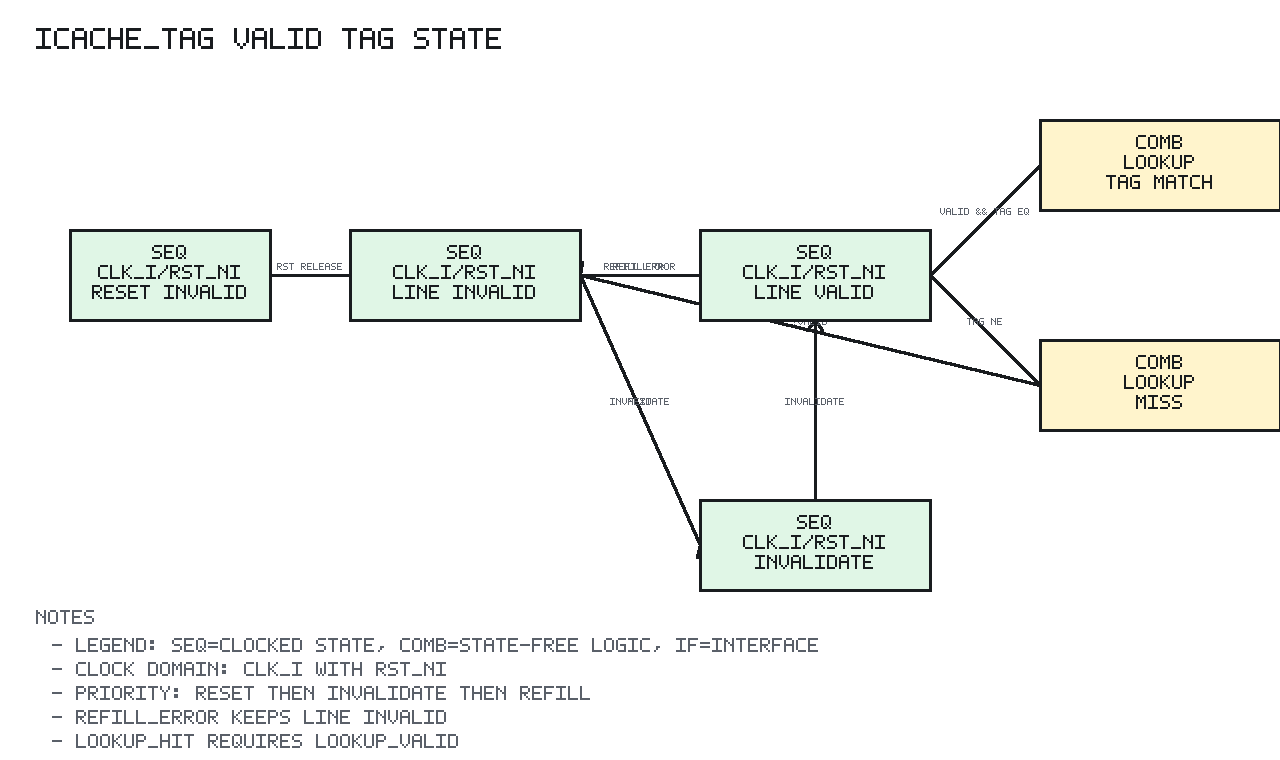 ICACHE_TAG VALID TAG STATE
COMB
LOOKUP
TAG MATCH
VALID && TAG EQ
SEQ
CLK_I/RST_NI
RESET INVALID
RST RELEASE
SEQ
CLK_I/RST_NI
LINE INVALID
SEQ
CLK_I/RST_NI
LINE VALID
TAG NE
COMB
LOOKUP
MISS
INVALIDATE
SEQ
CLK_I/RST_NI
INVALIDATE
NOTES
- LEGEND: SEQ=CLOCKED STATE, COMB=STATE-FREE LOGIC, IF=INTERFACE
- CLOCK DOMAIN: CLK_I WITH RST_NI
- PRIORITY: RESET THEN INVALIDATE THEN REFILL
- REFILL_ERROR KEEPS LINE INVALID
- LOOKUP_HIT REQUIRES LOOKUP_VALID